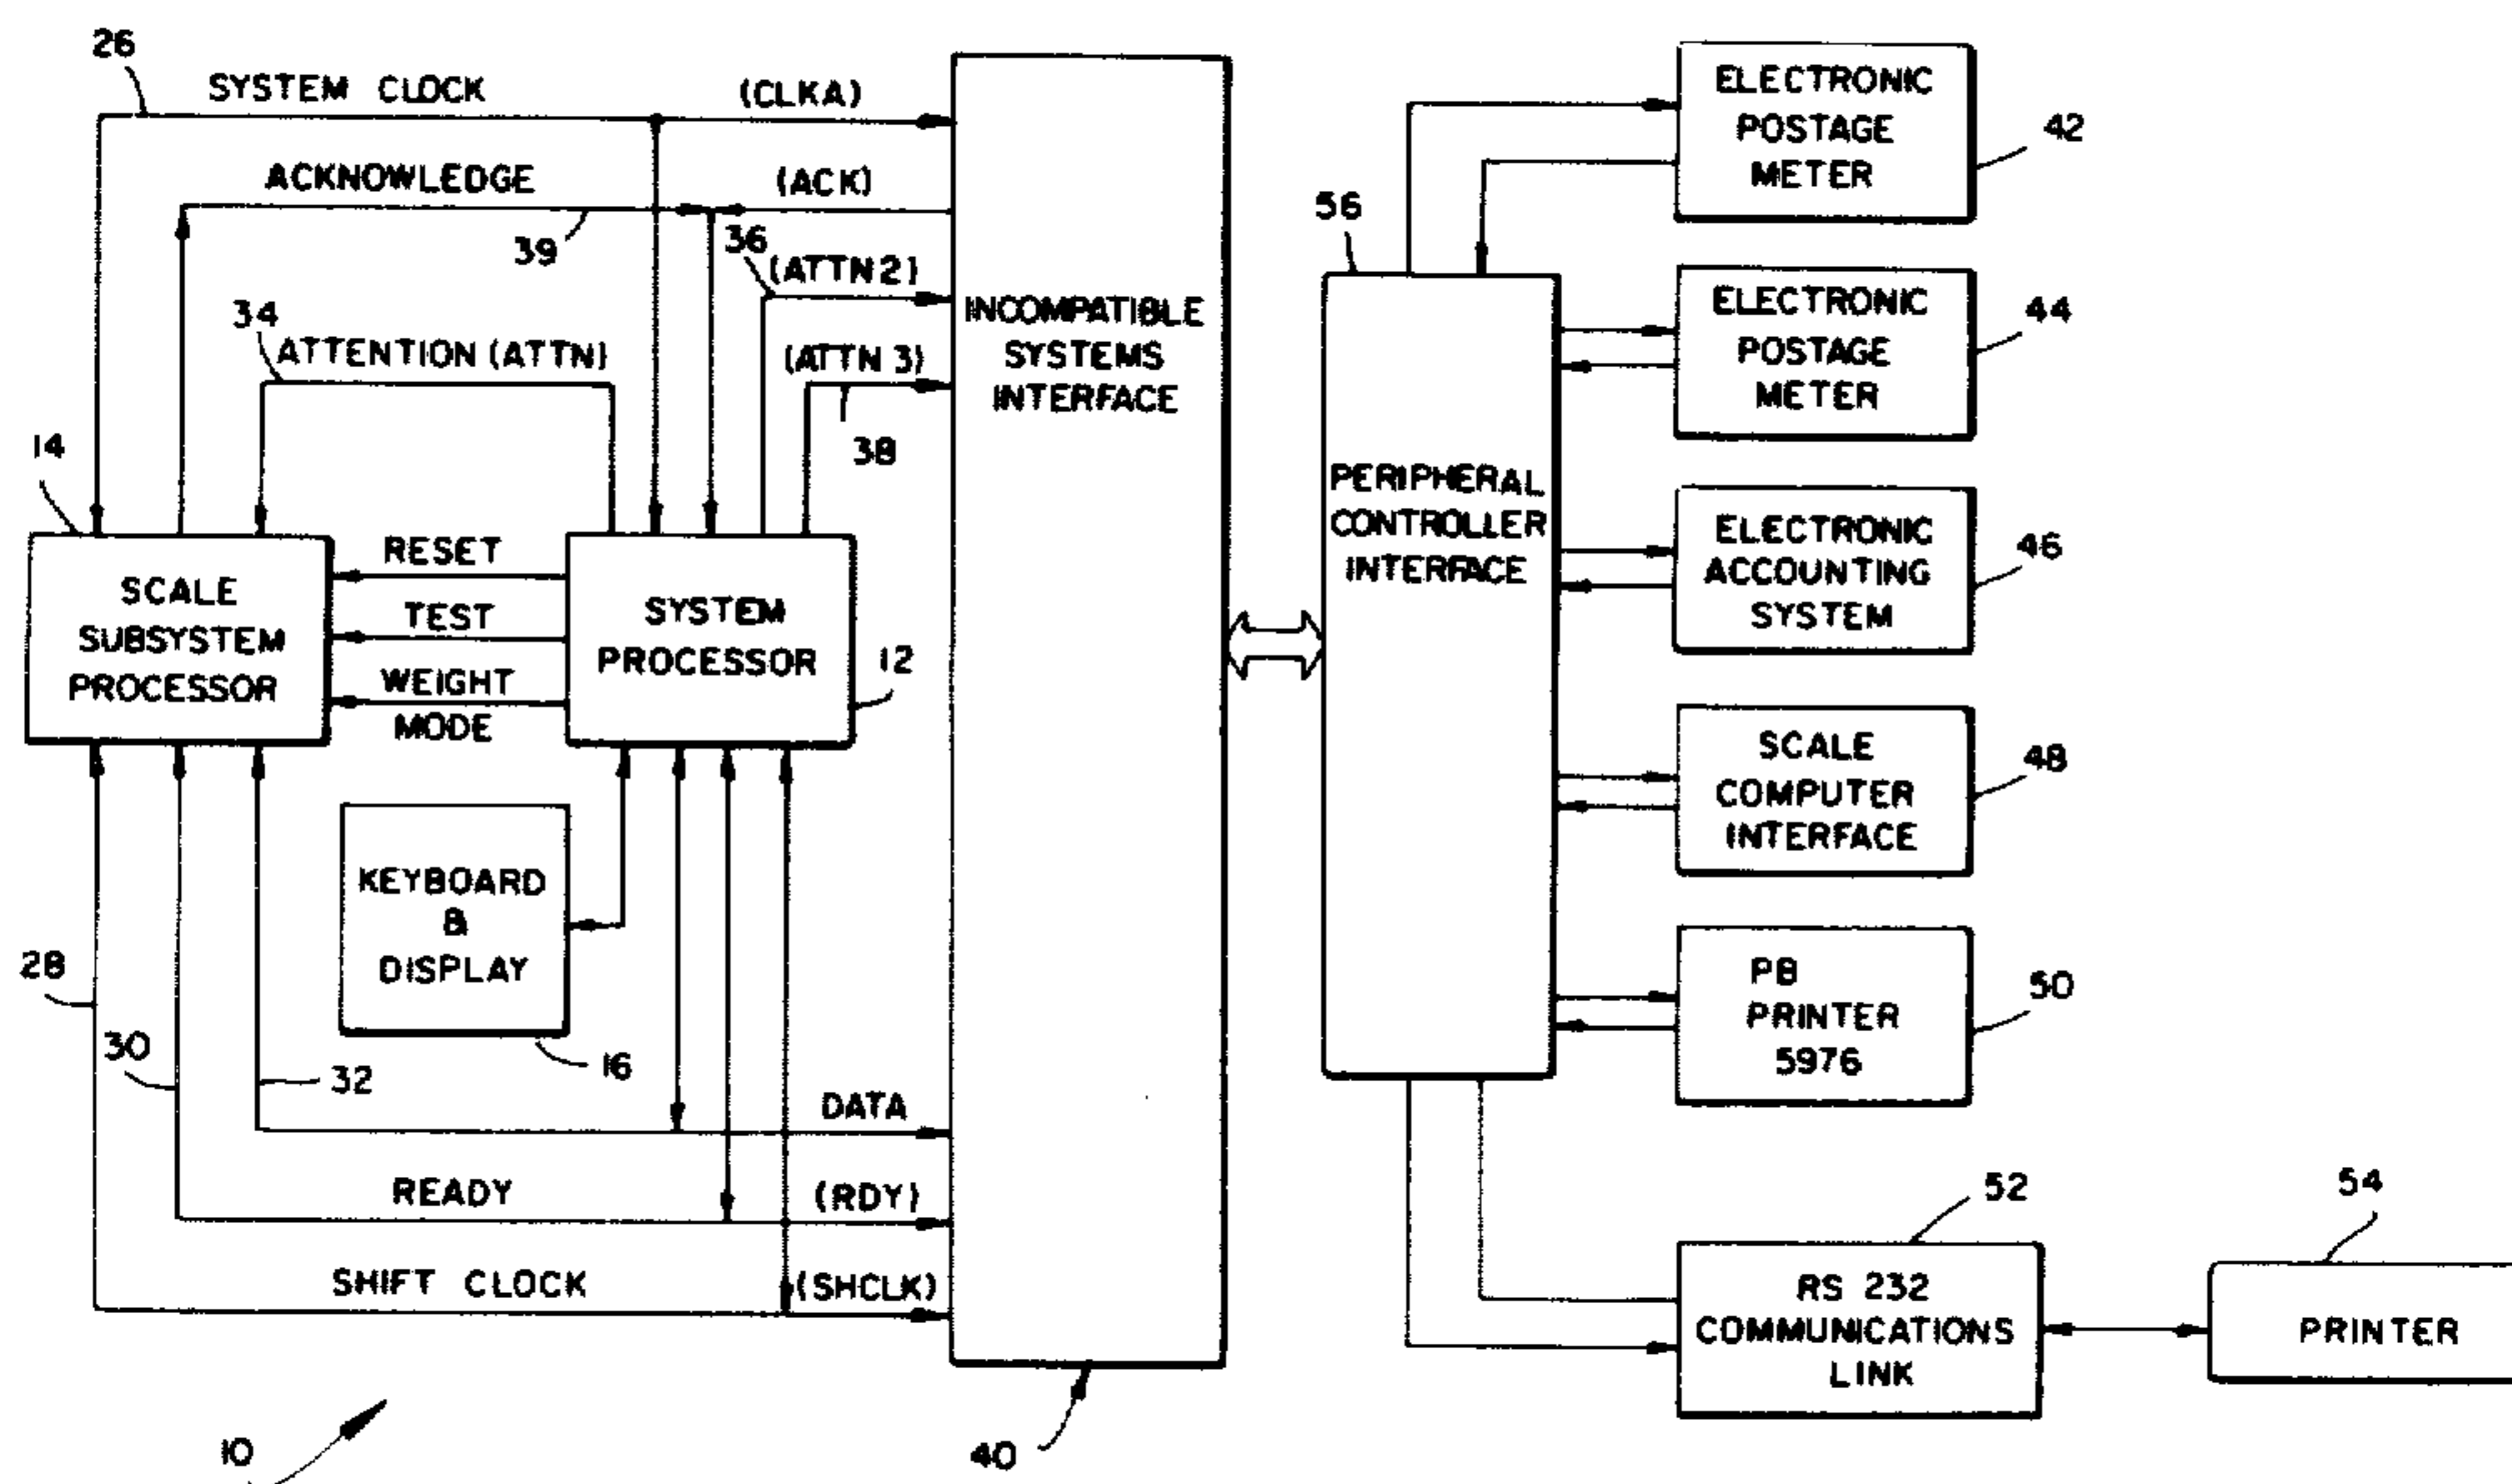 26
SYSTEM CLOCK
(CLKA)
ACKNOWLEDGE
(ACK)
39
36
(ATTN 2)
34
ATTENTION (ATTN)
(ATTN 3)
38
14
SCALE
SUBSYSTEM
PROCESSOR
RESET
TEST
WEIGHT
MODE
SYSTEM
PROCESSOR
12
KEYBOARD
&
DISPLAY
16
28
30
32
DATA
READY
(RDY)
SHIFT CLOCK
(SHCLK)
10
INCOMPATIBLE
SYSTEMS
INTERFACE
40
56
PERIPHERAL
CONTROLLER
INTERFACE
ELECTRONIC
POSTAGE
METER
42
ELECTRONIC
POSTAGE
METER
44
ELECTRONIC
ACCOUNTING
SYSTEM
46
SCALE
COMPUTER
INTERFACE
48
PB
PRINTER
5976
50
52
RS 232
COMMUNICATIONS
LINK
54
PRINTER